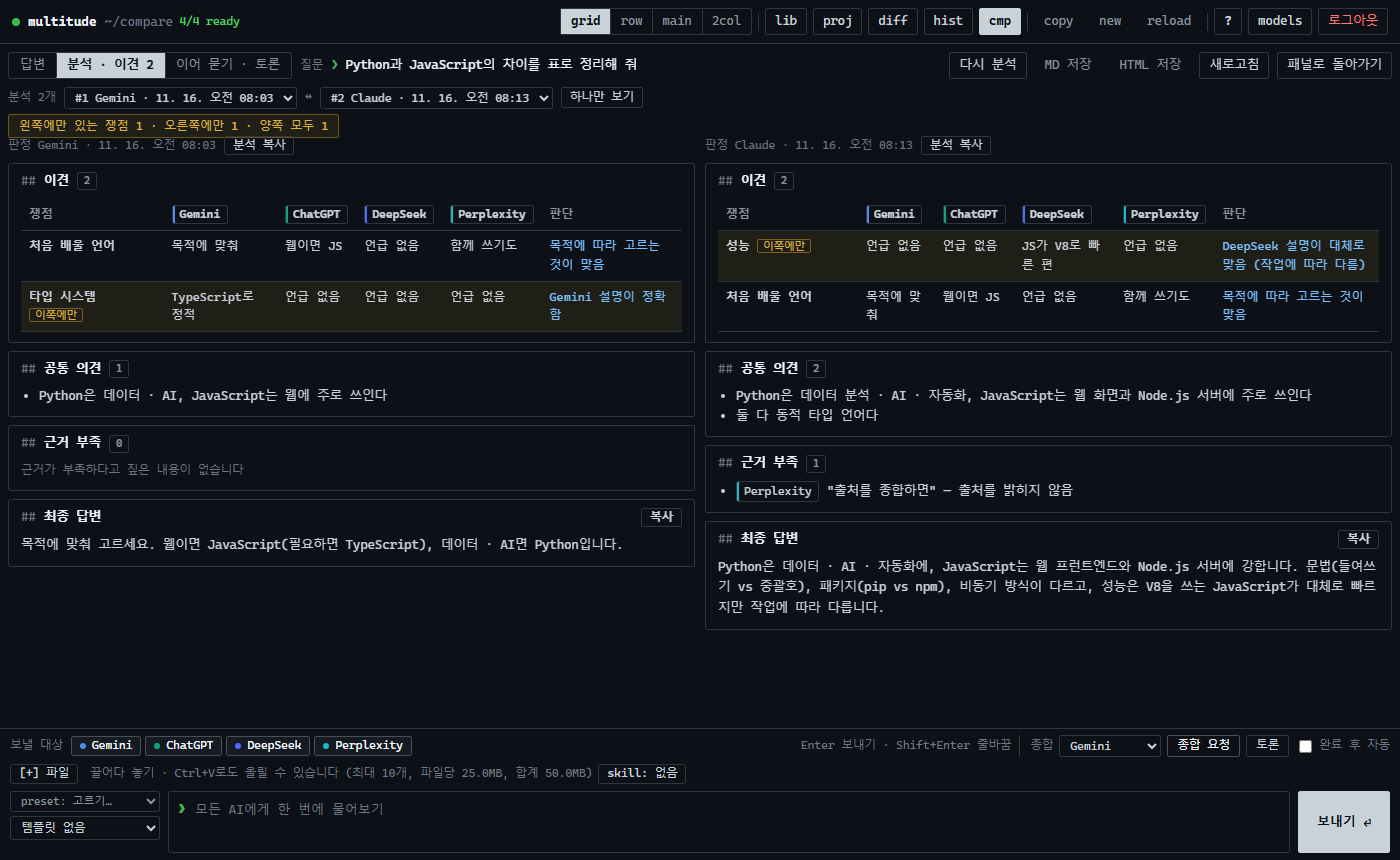 multitude ~/compare 4/4 ready grid row main 2col lib proj diff hist cmp copy new reload ? models 로그아웃
답변 분석 · 이견 2 이어 묻기 · 토론 질문 ❯ Python과 JavaScript의 차이를 표로 정리해 줘 다시 분석 MD 저장 HTML 저장 새로고침 패널로 돌아가기
분석 2개 #1 Gemini · 11. 16. 오전 08:03 ↔ #2 Claude · 11. 16. 오전 08:13 하나만 보기
왼쪽에만 있는 쟁점 1 · 오른쪽에만 1 · 양쪽 모두 1
판정 Gemini · 11. 16. 오전 08:03 분석 복사
## 이견 2
쟁점 Gemini ChatGPT DeepSeek Perplexity 판단
처음 배울 언어 목적에 맞춰 웹이면 JS 언급 없음 함께 쓰기도 목적에 따라 고르는
것이 맞음
타입 시스템 TypeScript로 언급 없음 언급 없음 언급 없음 Gemini 설명이 정확
이쪽에만 정적 함
## 공통 의견 1
• Python은 데이터 · AI, JavaScript는 웹에 주로 쓰인다
## 근거 부족 0
근거가 부족하다고 짚은 내용이 없습니다
## 최종 답변 복사
목적에 맞춰 고르세요. 웹이면 JavaScript(필요하면 TypeScript), 데이터 · AI면 Python입니다.
판정 Claude · 11. 16. 오전 08:13 분석 복사
## 이견 2
쟁점 Gemini ChatGPT DeepSeek Perplexity 판단
성능 이쪽에만 언급 없음 언급 없음 JS가 V8로 빠 언급 없음 DeepSeek 설명이 대체로
른 편 맞음 (작업에 따라 다름)
처음 배울 언어 목적에 맞 웹이면 JS 언급 없음 함께 쓰기도 목적에 따라 고르는 것이
춰 맞음
## 공통 의견 2
• Python은 데이터 분석 · AI · 자동화, JavaScript는 웹 화면과 Node.js 서버에 주로 쓰인다
• 둘 다 동적 타입 언어다
## 근거 부족 1
• Perplexity "출처를 종합하면" — 출처를 밝히지 않음
## 최종 답변 복사
Python은 데이터 · AI · 자동화에, JavaScript는 웹 프런트엔드와 Node.js 서버에 강합니다. 문법(들여쓰
기 vs 중괄호), 패키지(pip vs npm), 비동기 방식이 다르고, 성능은 V8을 쓰는 JavaScript가 대체로 빠르
지만 작업에 따라 다릅니다.
보낼 대상 Gemini ChatGPT DeepSeek Perplexity Enter 보내기 · Shift+Enter 줄바꿈 종합 Gemini 종합 요청 토론 완료 후 자동
[+] 파일 끌어다 놓기 · Ctrl+V로도 올릴 수 있습니다 (최대 10개, 파일당 25.0MB, 합계 50.0MB) skill: 없음
preset: 고르기…
템플릿 없음
❯ 모든 AI에게 한 번에 물어보기
보내기 ↵